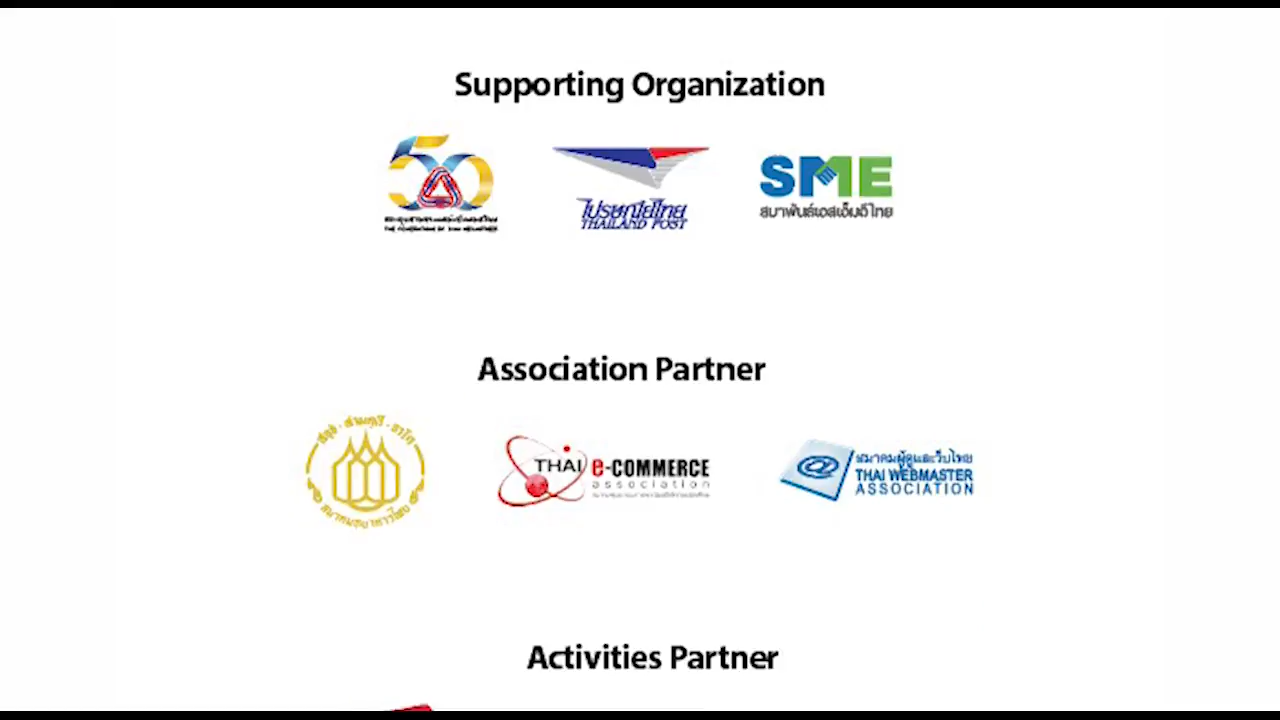 Supporting Organization
50
ไปรษณีย์ไทย
THAILAND POST
SME
สมาพันธ์เอสเอ็มอีไทย
Association Partner
THAI e-COMMERCE
association
สมาคมผู้ดูแลเว็บไทย
THAI WEBMASTER
ASSOCIATION
Activities Partner